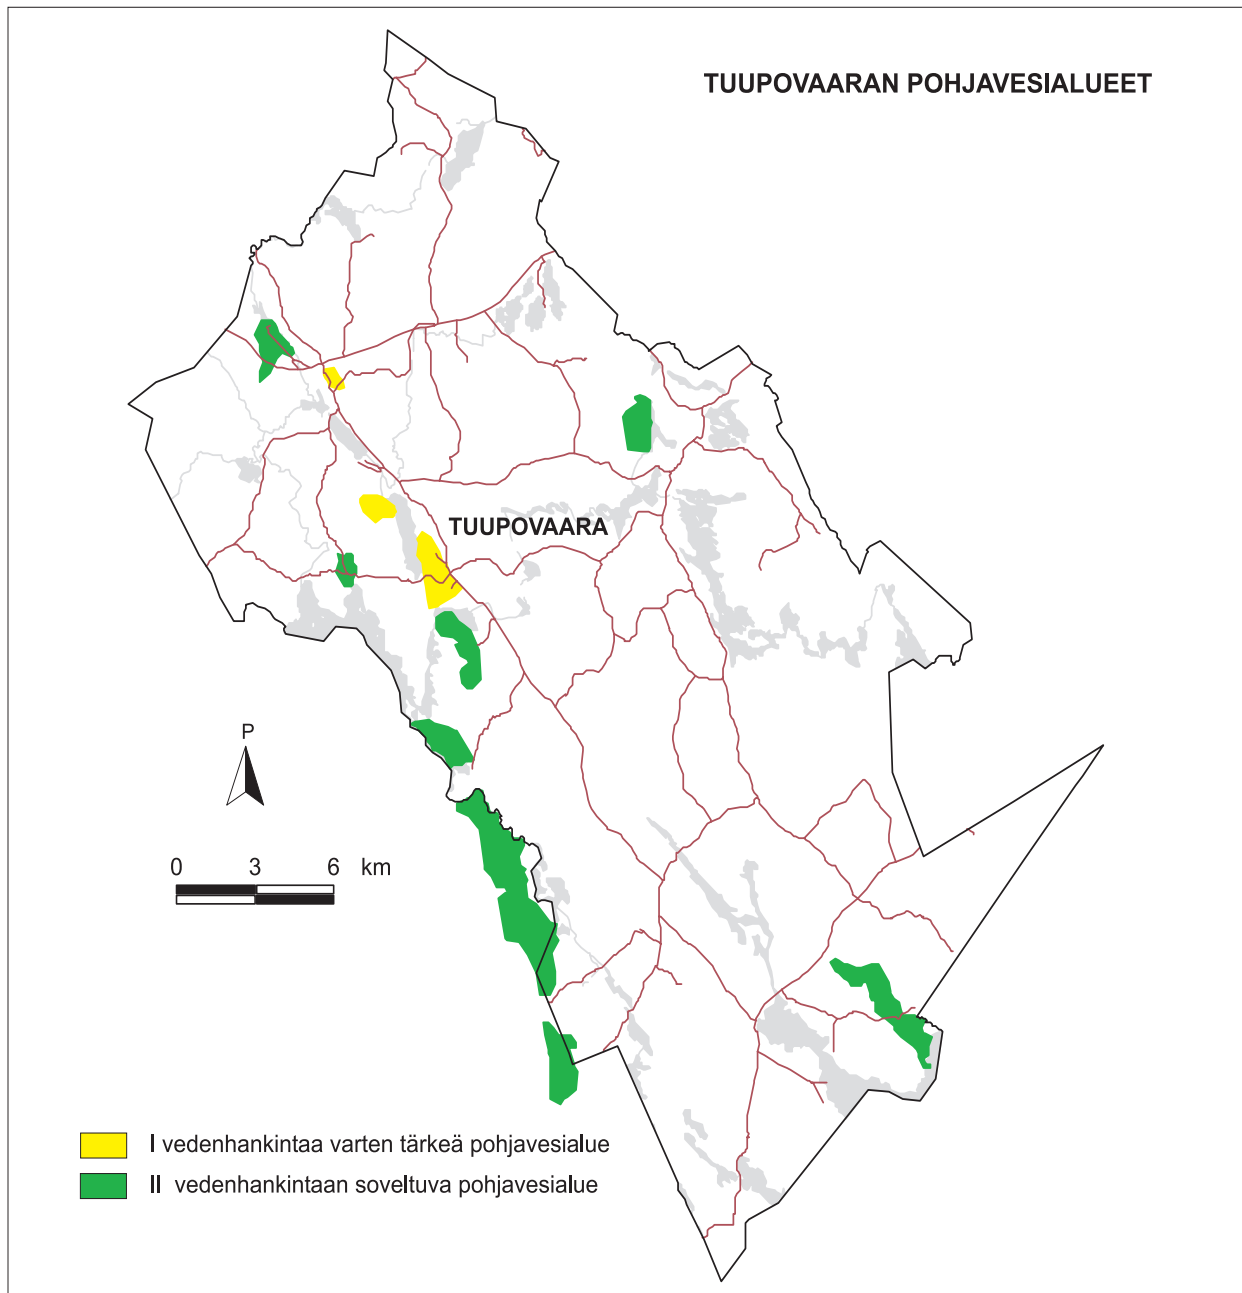 TUUPOVAARAN POHJAVESIALUEET
TUUPOVAARA
P
0 3 6 km
I vedenhankintaa varten tärkeä pohjavesialue
II vedenhankintaan soveltuva pohjavesialue